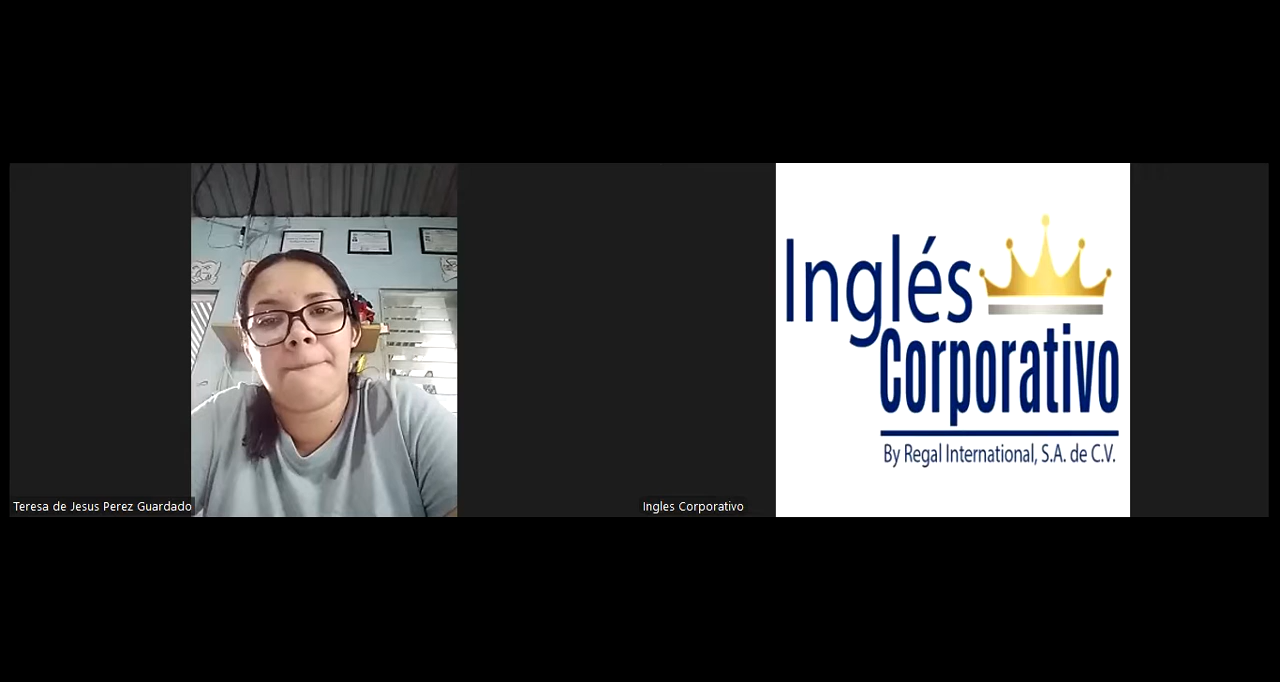 Teresa de Jesus Perez Guardado
Ingles Corporativo
Inglés
Corporativo
By Regal International, S.A. de C.V.